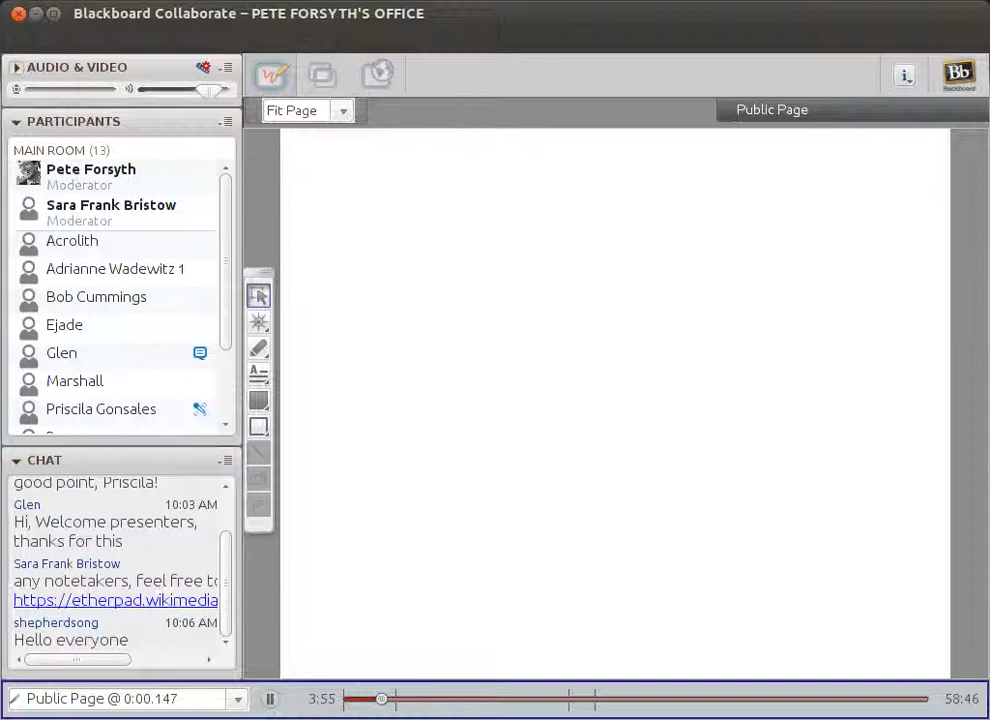 Blackboard Collaborate – PETE FORSYTH'S OFFICE
AUDIO & VIDEO
PARTICIPANTS
MAIN ROOM (13)
Pete Forsyth
Moderator
Sara Frank Bristow
Moderator
Acrolith
Adrianne Wadewitz 1
Bob Cummings
Ejade
Glen
Marshall
Priscila Gonsales
CHAT
good point, Priscila!
Glen 10:03 AM
Hi, Welcome presenters,
thanks for this
Sara Frank Bristow
any notetakers, feel free to
https://etherpad.wikimedia
shepherdsong 10:06 AM
Hello everyone
Fit Page
Public Page
Bb
Blackboard
Public Page @ 0:00.147
3:55
58:46